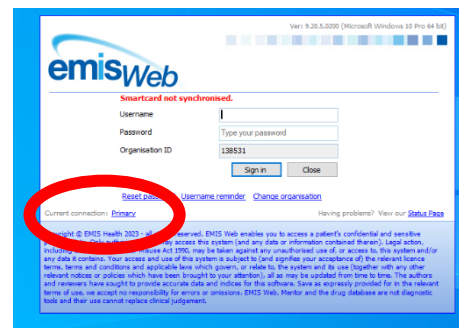 Ver: 9.20.5.0200 [Microsoft Windows 10 Pro 64 bit]
emisWeb
Smartcard not synchronised.
Username
Password Type your password
Organisation ID 138531
Sign in Close
Reset Username reminder Change organisation
Current connection: Primary Having problems? View our Status Page
© EMIS Health 2023 - all reserved. EMIS Web enables you to access a patient's confidential and sensitive
Only may access this system (and any data or information contained therein). Legal action,
including Misuse Act 1990, may be taken against any unauthorised use of, or access to, this system and/or
any data it contains. Your access and use of this system is subject to (and signifies your acceptance of) the relevant licence
terms, terms and conditions and applicable laws which govern, or relate to, the system and its use (together with any other
relevant notices or policies which have been brought to your attention), all as may be updated from time to time. The authors
and reviewers have sought to provide accurate data and indices for this software. Save as expressly provided for in the relevant
terms of use, we accept no responsibility for errors or omissions. EMIS Web, Mentor and the drug database are not diagnostic
tools and their use cannot replace clinical judgement.